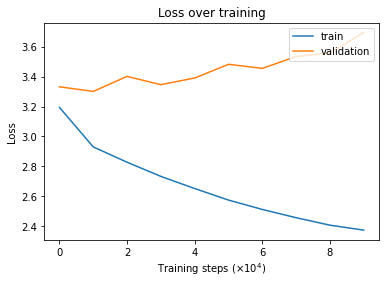 Loss over training
train
validation
3.6
3.4
3.2
3.0
2.8
2.6
2.4
Loss
0 2 4 6 8
Training steps (×10⁴)